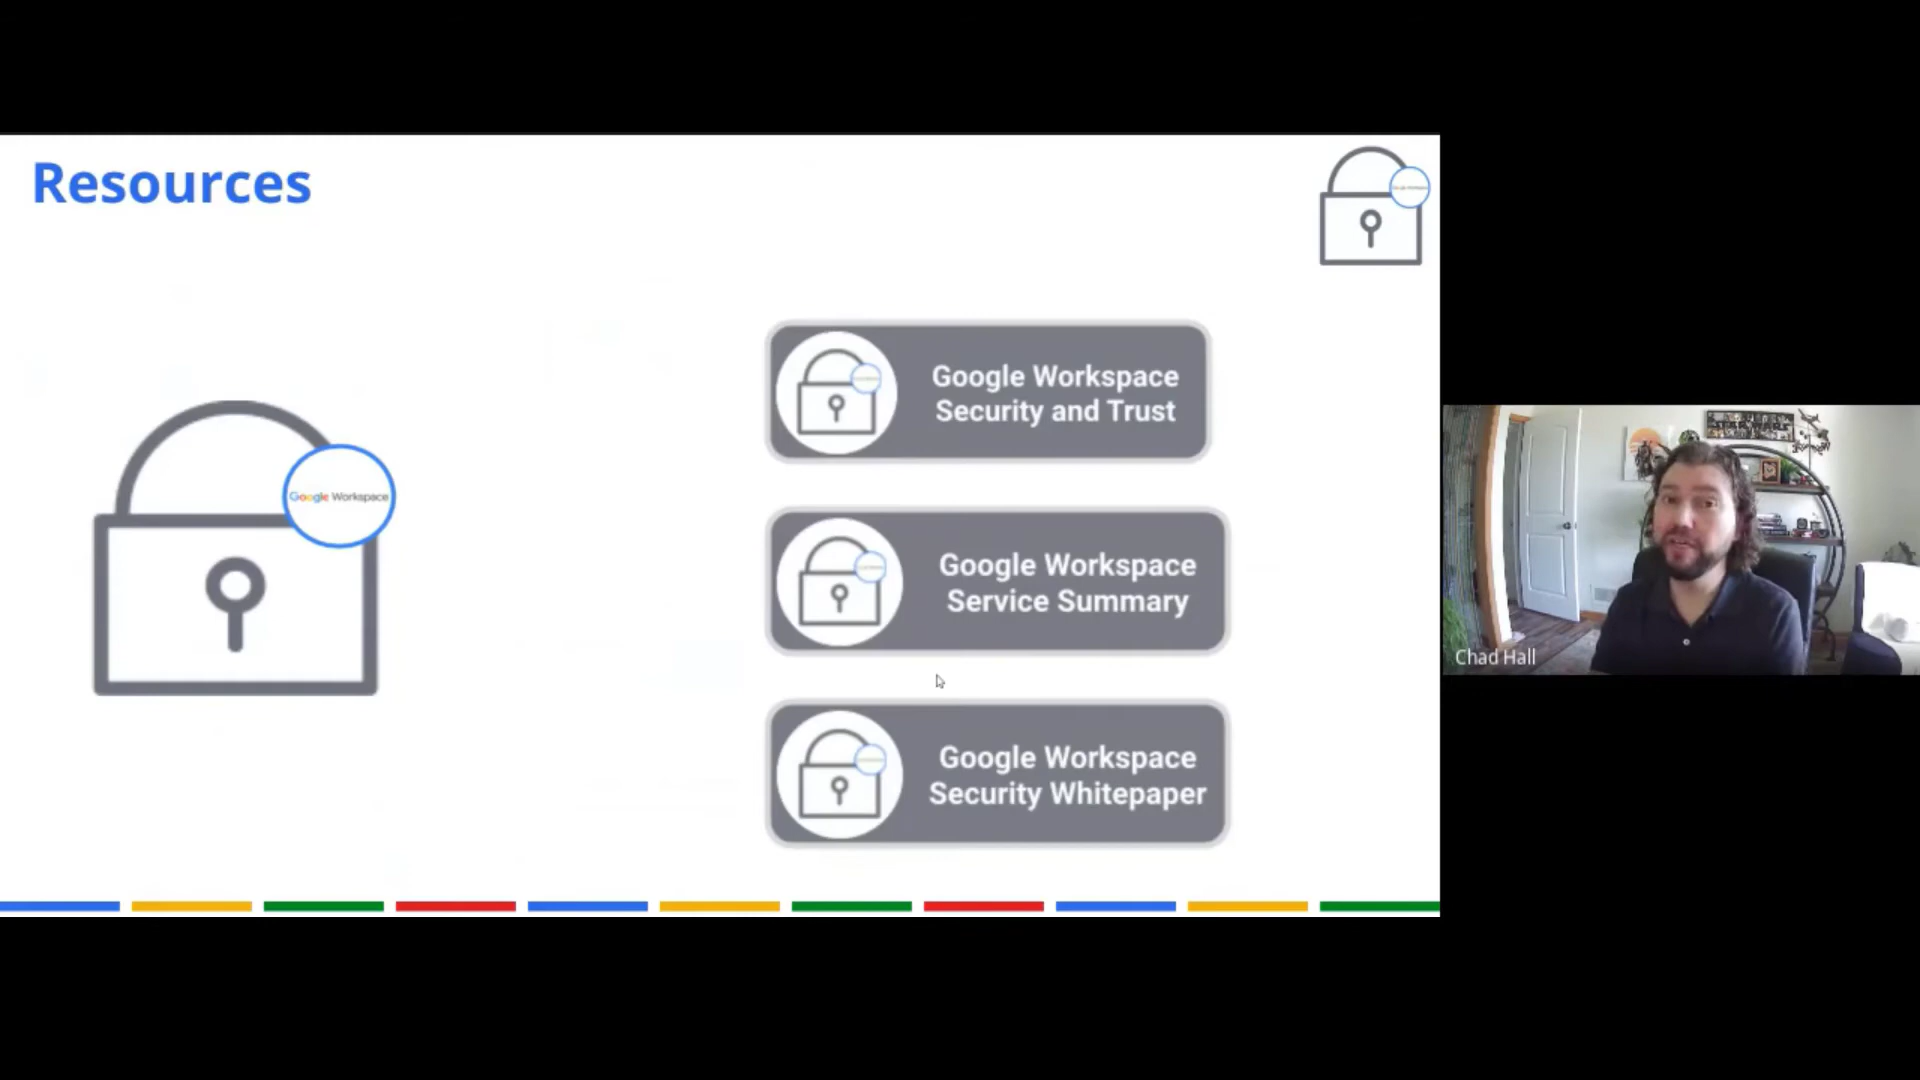 Resources
Google Workspace
Google Workspace
Security and Trust
Google Workspace
Service Summary
Google Workspace
Security Whitepaper
Chad Hall